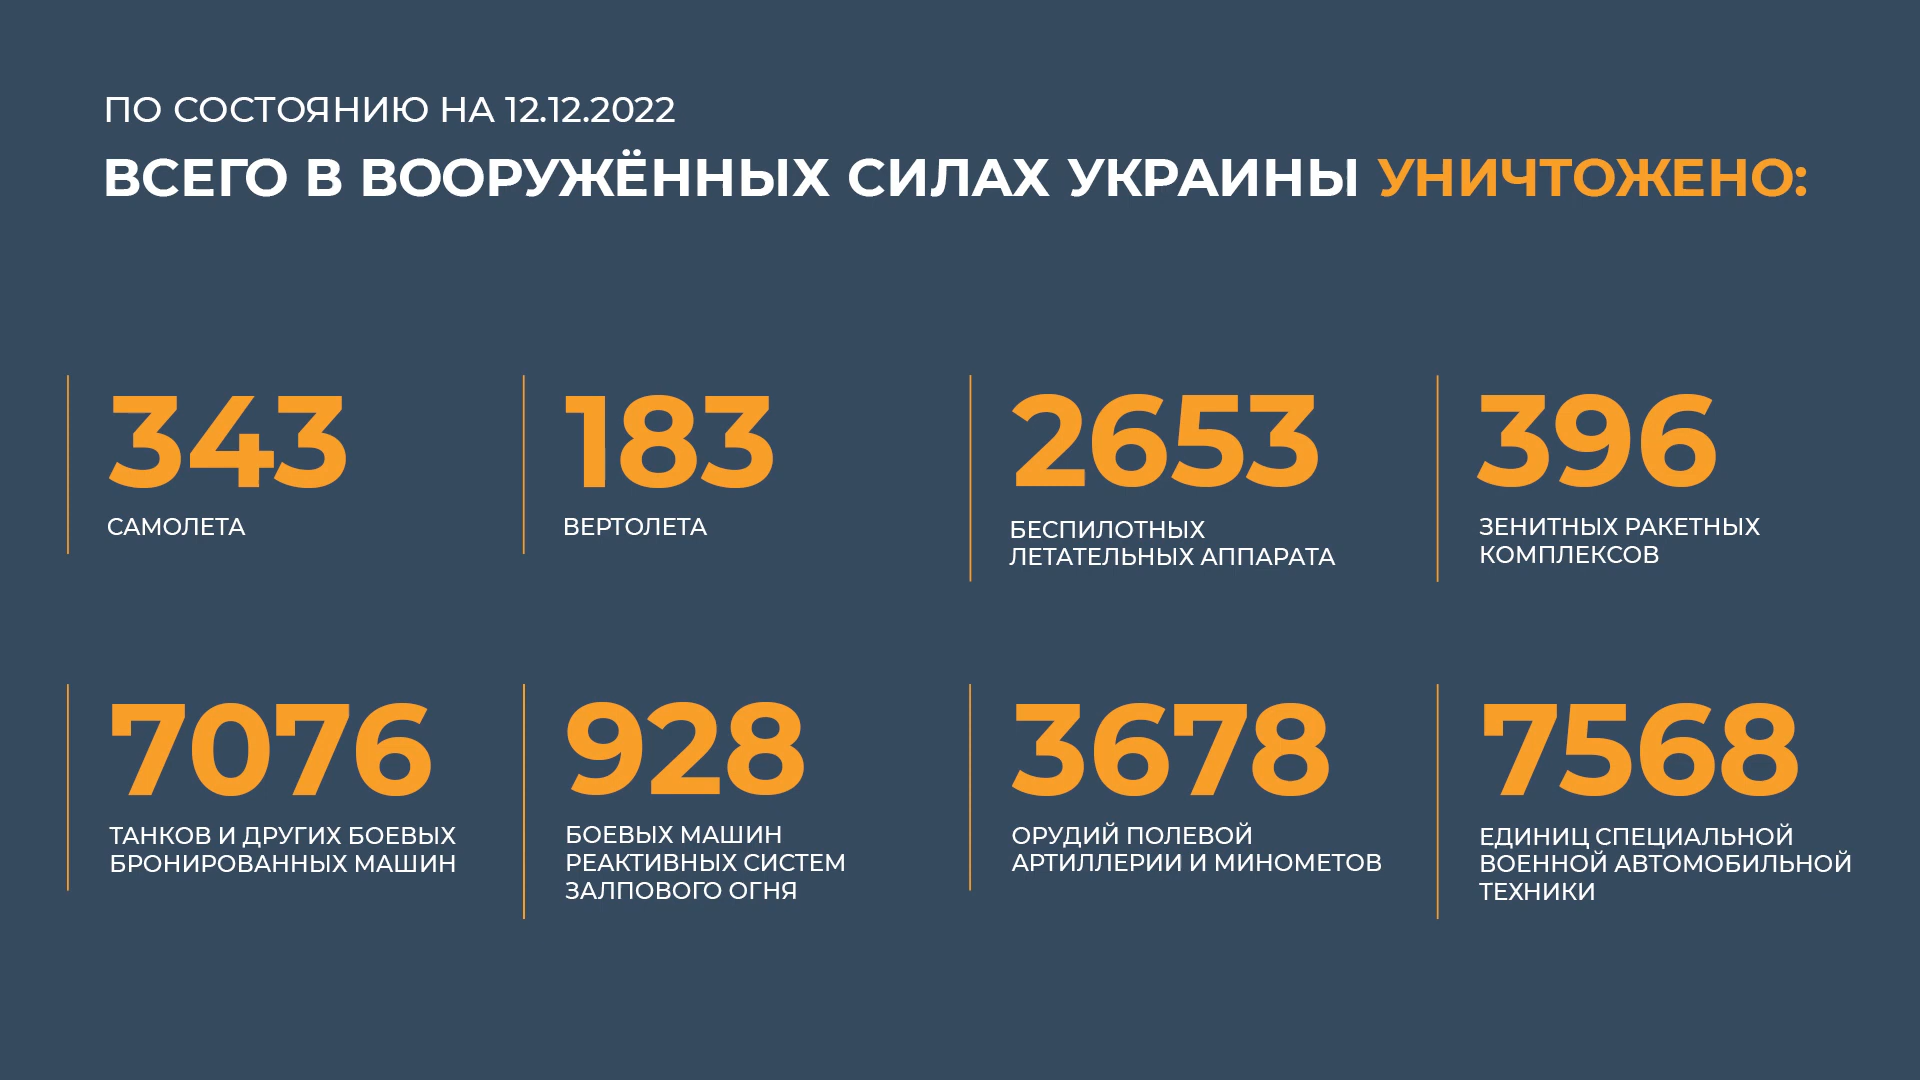 ПО СОСТОЯНИЮ НА 12.12.2022
ВСЕГО В ВООРУЖЁННЫХ СИЛАХ УКРАИНЫ УНИЧТОЖЕНО:
343
САМОЛЕТА
183
ВЕРТОЛЕТА
2653
БЕСПИЛОТНЫХ
ЛЕТАТЕЛЬНЫХ АППАРАТА
396
ЗЕНИТНЫХ РАКЕТНЫХ
КОМПЛЕКСОВ
7076
ТАНКОВ И ДРУГИХ БОЕВЫХ
БРОНИРОВАННЫХ МАШИН
928
БОЕВЫХ МАШИН
РЕАКТИВНЫХ СИСТЕМ
ЗАЛПОВОГО ОГНЯ
3678
ОРУДИЙ ПОЛЕВОЙ
АРТИЛЛЕРИИ И МИНОМЕТОВ
7568
ЕДИНИЦ СПЕЦИАЛЬНОЙ
ВОЕННОЙ АВТОМОБИЛЬНОЙ
ТЕХНИКИ